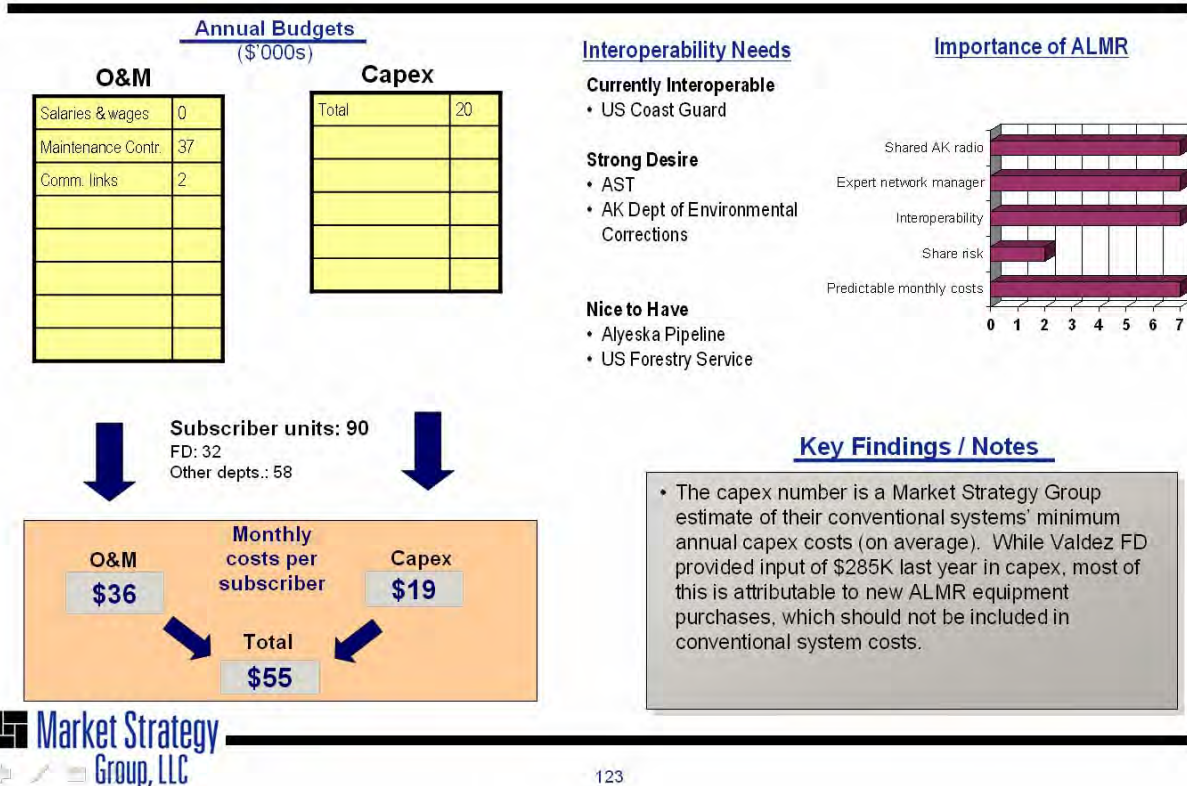 Annual Budgets
($'000s)
O&M
Salaries & wages 0
Maintenance Contr. 37
Comm. links 2
Capex
Total 20
Interoperability Needs
Currently Interoperable
• US Coast Guard
Strong Desire
• AST
• AK Dept of Environmental
Corrections
Nice to Have
• Alyeska Pipeline
• US Forestry Service
Importance of ALMR
Shared AK radio
Expert network manager
Interoperability
Share risk
Predictable monthly costs
0 1 2 3 4 5 6 7
Subscriber units: 90
FD: 32
Other depts.: 58
Monthly
costs per
subscriber
O&M
$36
Capex
$19
Total
$55
Key Findings / Notes
• The capex number is a Market Strategy Group
estimate of their conventional systems' minimum
annual capex costs (on average). While Valdez FD
provided input of $285K last year in capex, most of
this is attributable to new ALMR equipment
purchases, which should not be included in
conventional system costs.
Market Strategy
Group, LLC
123